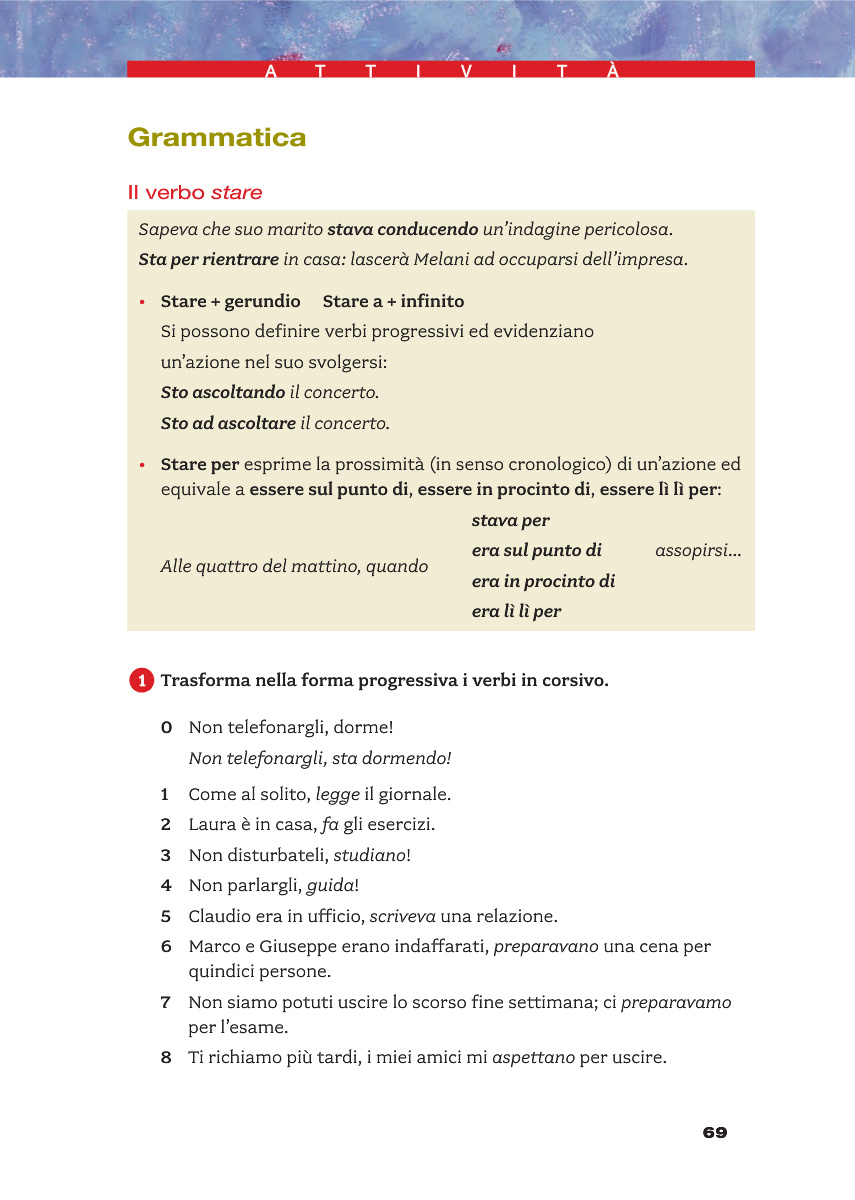 ATTIVITÀ
Grammatica
Il verbo stare
Sapeva che suo marito stava conducendo un’indagine pericolosa.
Sta per rientrare in casa: lascerà Melani ad occuparsi dell’impresa.
• Stare + gerundio Stare a + infinito
Si possono definire verbi progressivi ed evidenziano
un’azione nel suo svolgersi:
Sto ascoltando il concerto.
Sto ad ascoltare il concerto.
• Stare per esprime la prossimità (in senso cronologico) di un’azione ed
equivale a essere sul punto di, essere in procinto di, essere lì lì per:
Alle quattro del mattino, quando
stava per
era sul punto di
era in procinto di
era lì lì per
assopirsi...
1 Trasforma nella forma progressiva i verbi in corsivo.
0 Non telefonargli, dorme!
Non telefonargli, sta dormendo!
1 Come al solito, legge il giornale.
2 Laura è in casa, fa gli esercizi.
3 Non disturbateli, studiano!
4 Non parlargli, guida!
5 Claudio era in ufficio, scriveva una relazione.
6 Marco e Giuseppe erano indaffarati, preparavano una cena per
quindici persone.
7 Non siamo potuti uscire lo scorso fine settimana; ci preparavamo
per l’esame.
8 Ti richiamo più tardi, i miei amici mi aspettano per uscire.
69